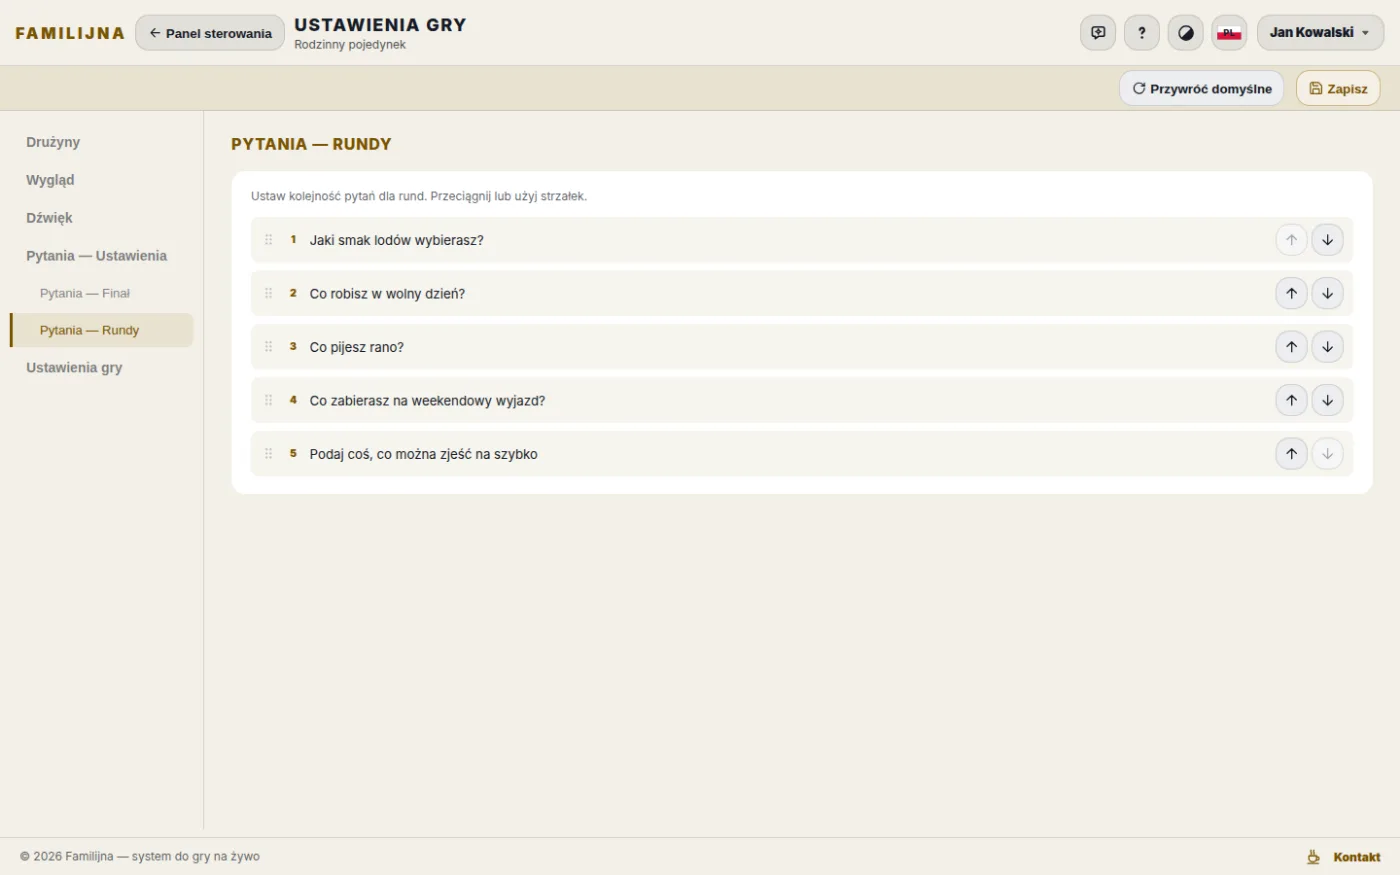 FAMILIJNA
← Panel sterowania
USTAWIENIA GRY
Rodzinny pojedynek
?
PL
Jan Kowalski
Przywróć domyślne
Zapisz
Drużyny
Wygląd
Dźwięk
Pytania — Ustawienia
Pytania — Finał
Pytania — Rundy
Ustawienia gry
PYTANIA — RUNDY
Ustaw kolejność pytań dla rund. Przeciągnij lub użyj strzałek.
1 Jaki smak lodów wybierasz? ↑ ↓
2 Co robisz w wolny dzień? ↑ ↓
3 Co pijesz rano? ↑ ↓
4 Co zabierasz na weekendowy wyjazd? ↑ ↓
5 Podaj coś, co można zjeść na szybko ↑ ↓
© 2026 Familijna — system do gry na żywo
Kontakt